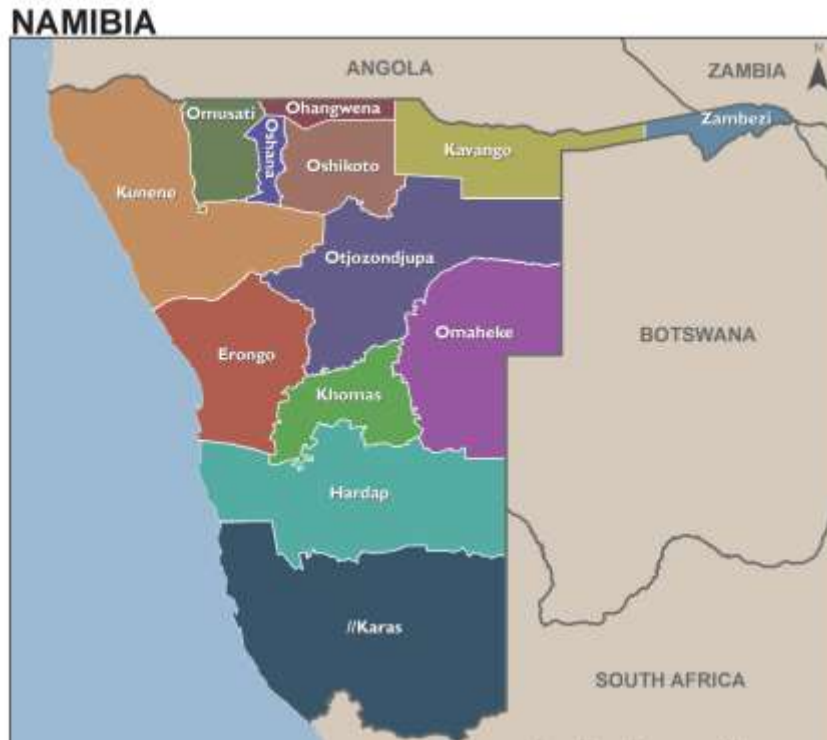 NAMIBIA
ANGOLA
ZAMBIA
N
Omusati
Ohangwena
Zambezi
Oshana
Oshikoto
Kavango
Kunene
Otjozondjupa
Omaheke
BOTSWANA
Erongo
Khomas
Hardap
//Karas
SOUTH AFRICA